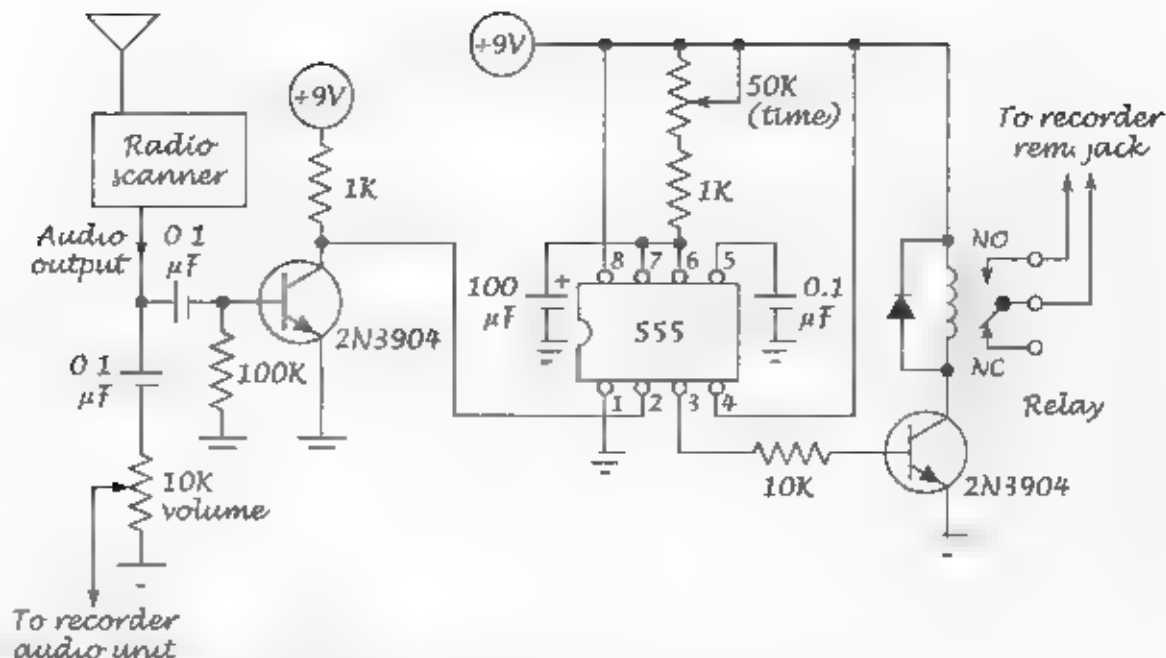 +9V
+9V
Radio
scanner
Audio
output
0 1
µF
1K
50K
(time)
1K
To recorder
rem. jack
NO
NC
Relay
100
µF
+
8
7
6
5
0.1
µF
555
1
2
3
4
2N3904
100K
0 1
µF
10K
volume
10K
2N3904
To recorder
audio unit